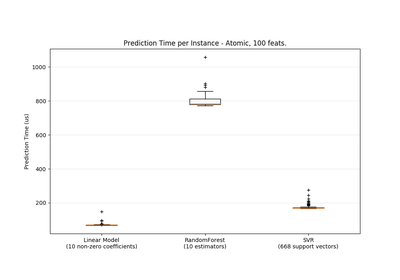 Prediction Time per Instance - Atomic, 100 feats.
1000
800
600
400
200
Prediction Time (us)
Linear Model
(10 non-zero coefficients)
RandomForest
(10 estimators)
SVR
(668 support vectors)